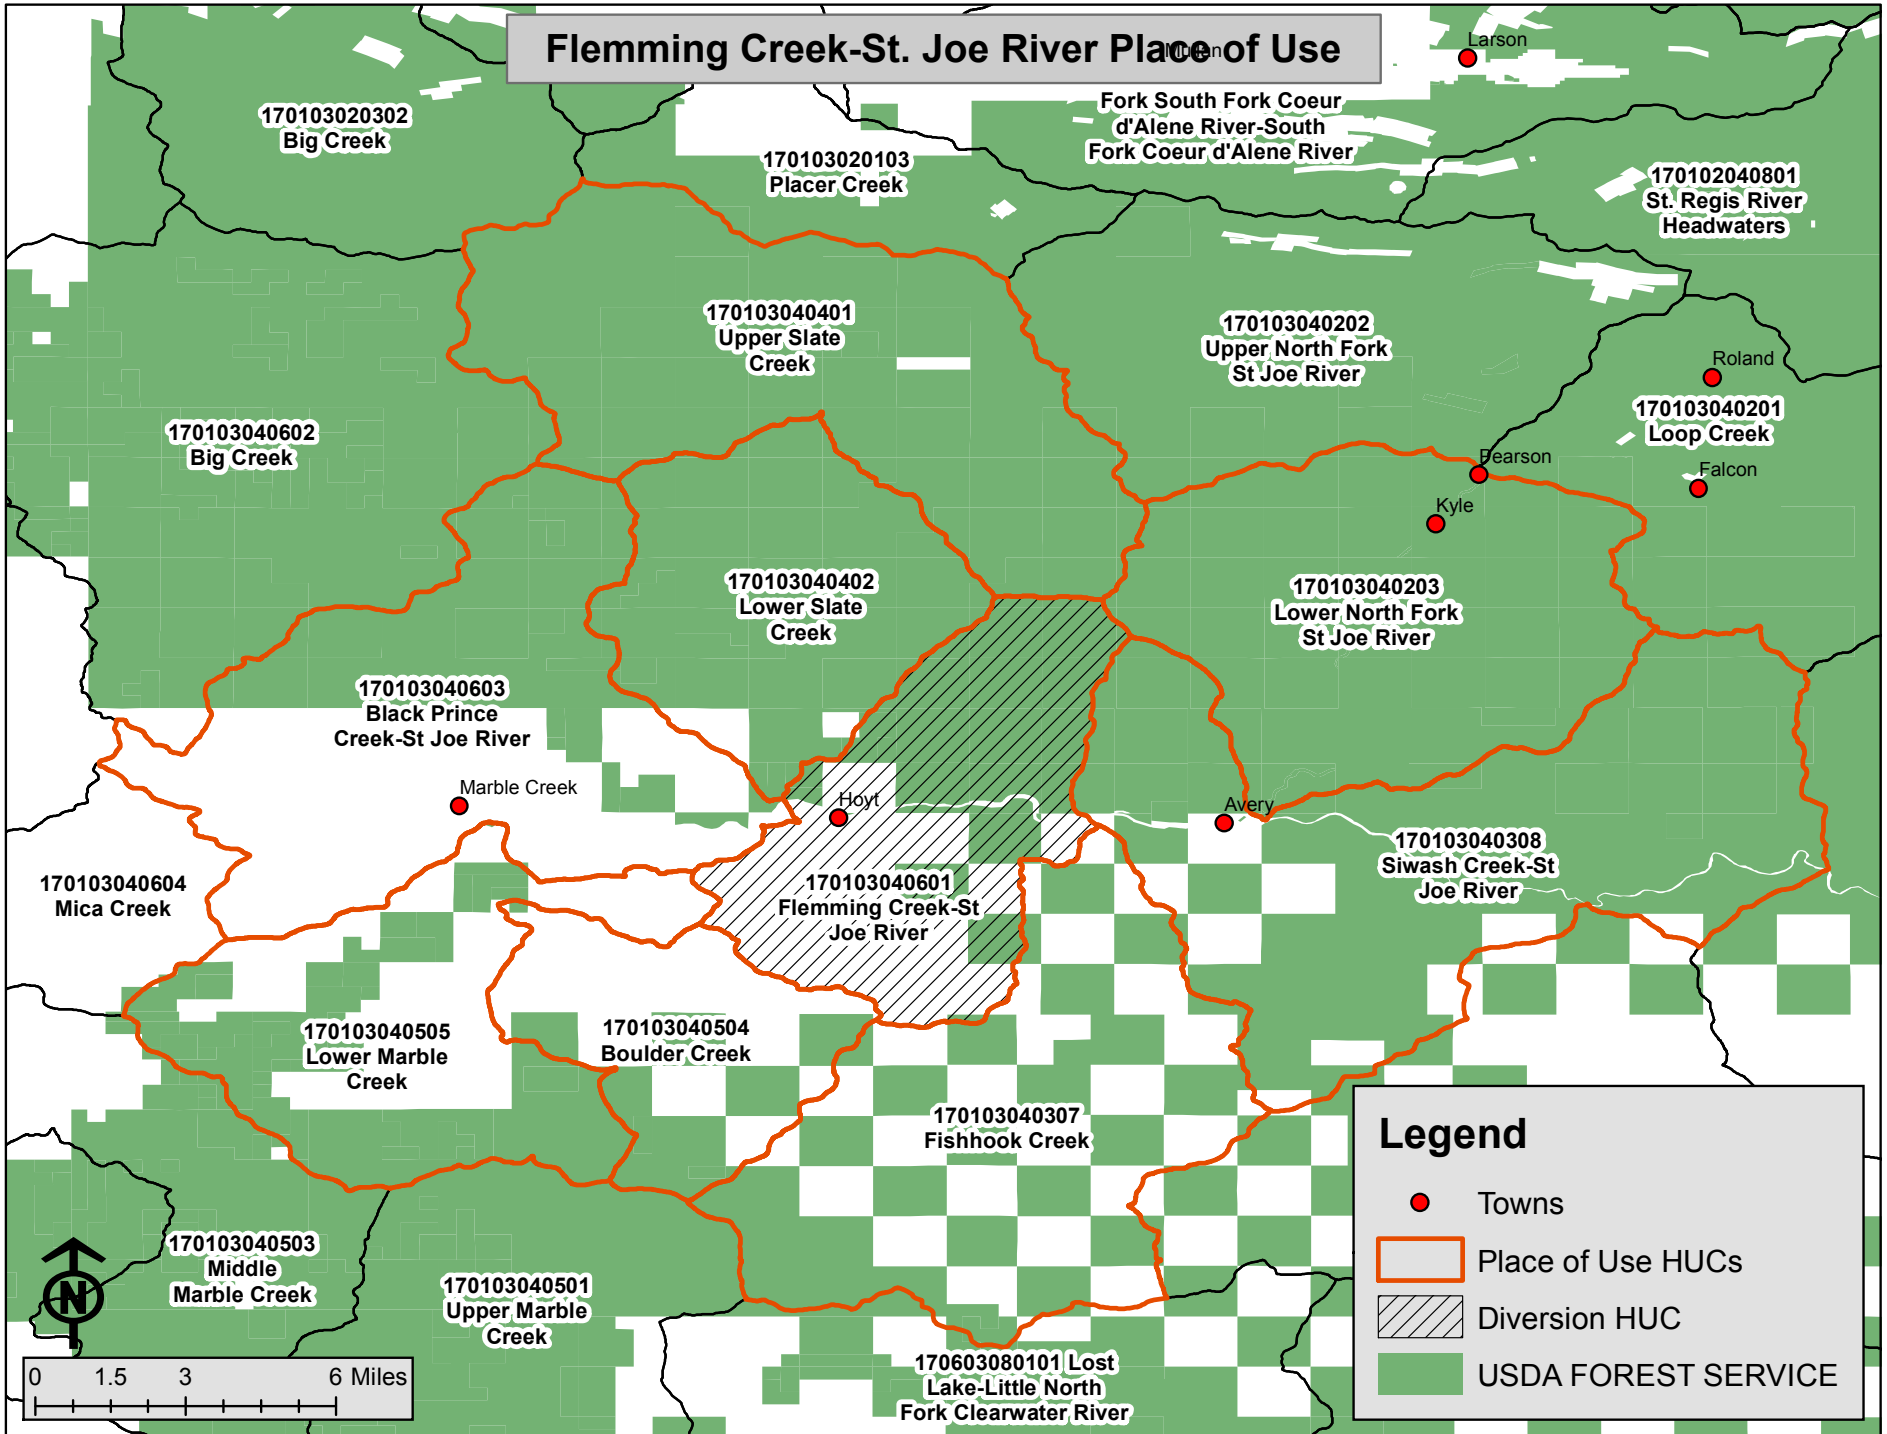 Flemming Creek-St. Joe River Place of Use
Mullan
Larson
Fork South Fork Coeur
d'Alene River-South
Fork Coeur d'Alene River
170103020302
Big Creek
170103020103
Placer Creek
170102040801
St. Regis River
Headwaters
170103040401
Upper Slate
Creek
170103040202
Upper North Fork
St Joe River
Roland
170103040201
Loop Creek
170103040602
Big Creek
Pearson
Falcon
Kyle
170103040402
Lower Slate
Creek
170103040203
Lower North Fork
St Joe River
170103040603
Black Prince
Creek-St Joe River
Marble Creek
Hoyt
Avery
170103040308
Siwash Creek-St
Joe River
170103040604
Mica Creek
170103040601
Flemming Creek-St
Joe River
170103040505
Lower Marble
Creek
170103040504
Boulder Creek
170103040307
Fishhook Creek
170103040503
Middle
Marble Creek
170103040501
Upper Marble
Creek
170603080101 Lost
Lake-Little North
Fork Clearwater River
N
0 1.5 3 6 Miles
Legend
Towns
Place of Use HUCs
Diversion HUC
USDA FOREST SERVICE